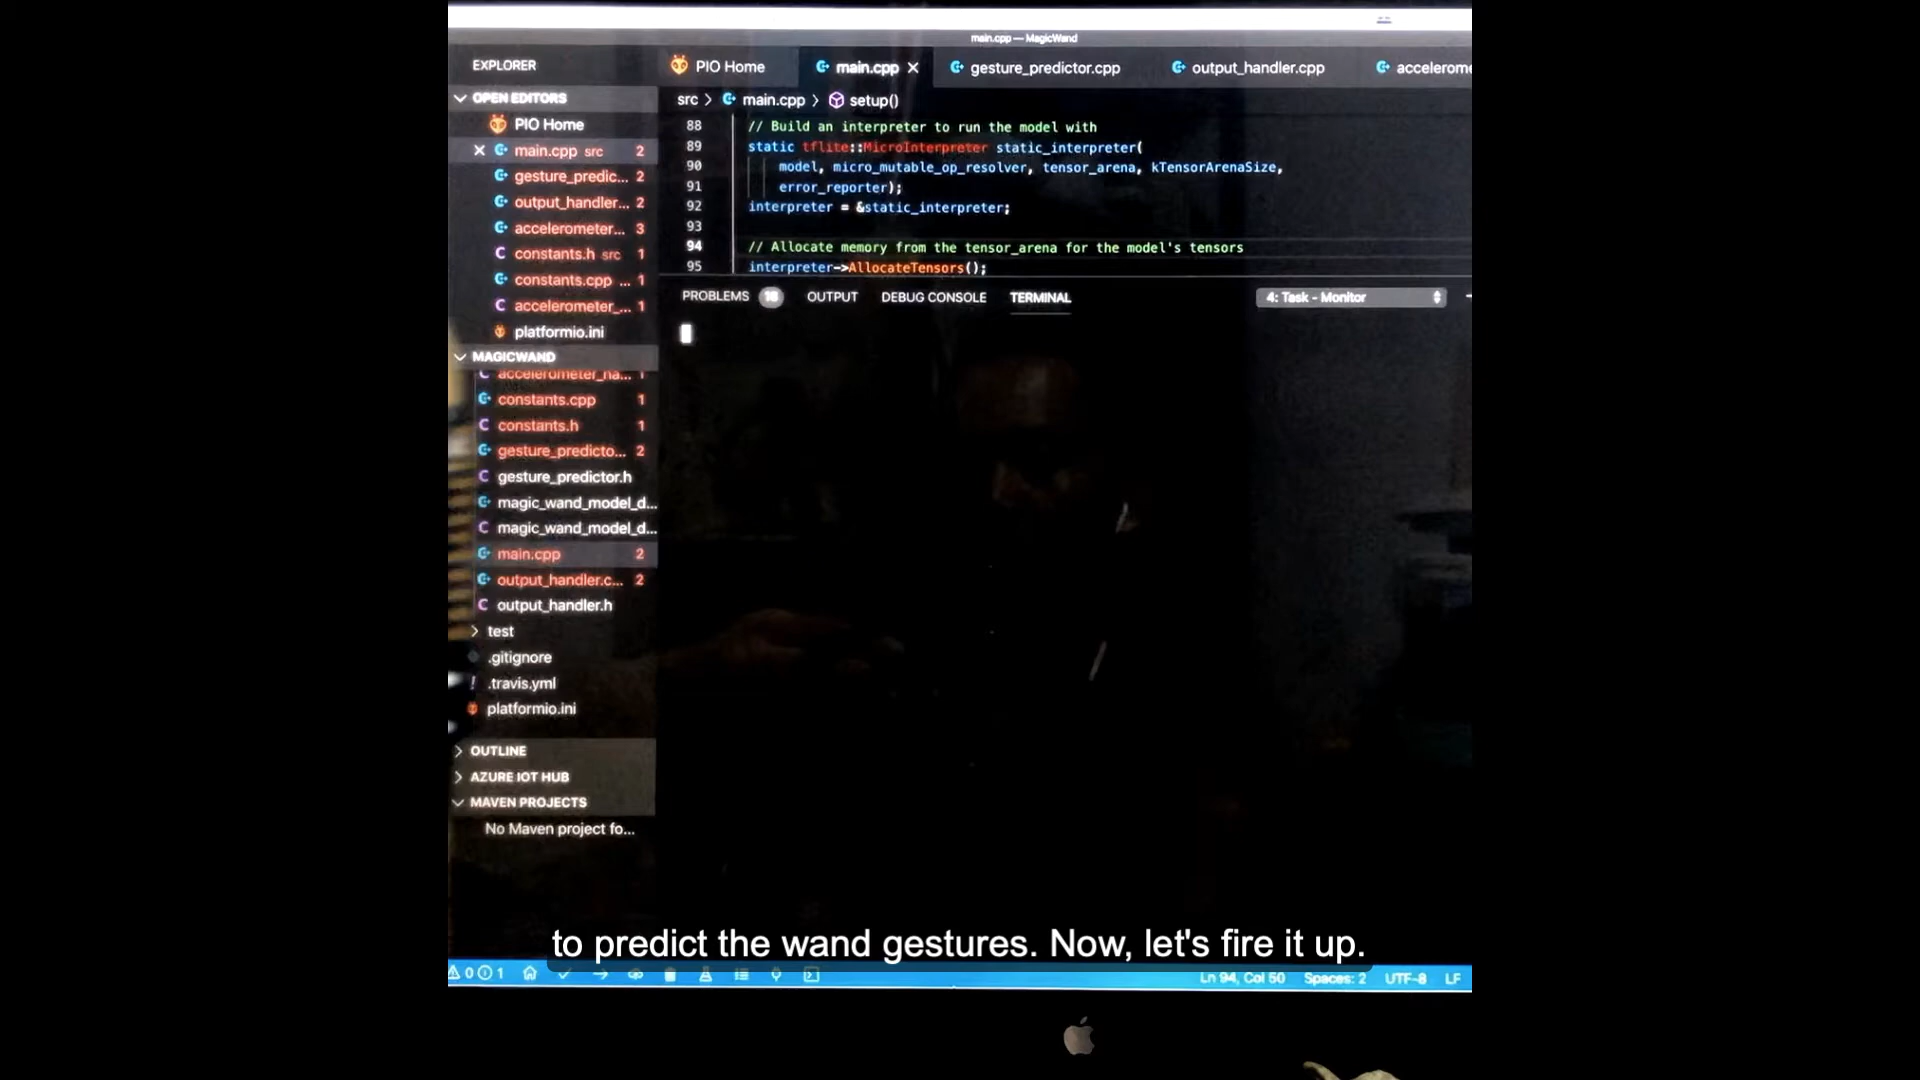 main.cpp — MagicWand
EXPLORER
PIO Home
main.cpp
gesture_predictor.cpp
output_handler.cpp
accelerome
OPEN EDITORS
PIO Home
main.cpp src 2
gesture_predic... 2
output_handler... 2
accelerometer... 3
constants.h src 1
constants.cpp ... 1
accelerometer_... 1
platformio.ini
MAGICWAND
accelerometer_ha... 1
constants.cpp 1
constants.h 1
gesture_predicto... 2
gesture_predictor.h
magic_wand_model_d...
magic_wand_model_d...
main.cpp 2
output_handler.c... 2
output_handler.h
test
.gitignore
.travis.yml
platformio.ini
OUTLINE
AZURE IOT HUB
MAVEN PROJECTS
No Maven project fo...
src > main.cpp > setup()
88 // Build an interpreter to run the model with
89 static tflite::MicroInterpreter static_interpreter(
90 model, micro_mutable_op_resolver, tensor_arena, kTensorArenaSize,
91 error_reporter);
92 interpreter = &static_interpreter;
93
94 // Allocate memory from the tensor_arena for the model's tensors
95 interpreter->AllocateTensors();
PROBLEMS 18 OUTPUT DEBUG CONSOLE TERMINAL
4: Task - Monitor
to predict the wand gestures. Now, let's fire it up.
0 1
Ln 94, Col 50 Spaces: 2 UTF-8 LF